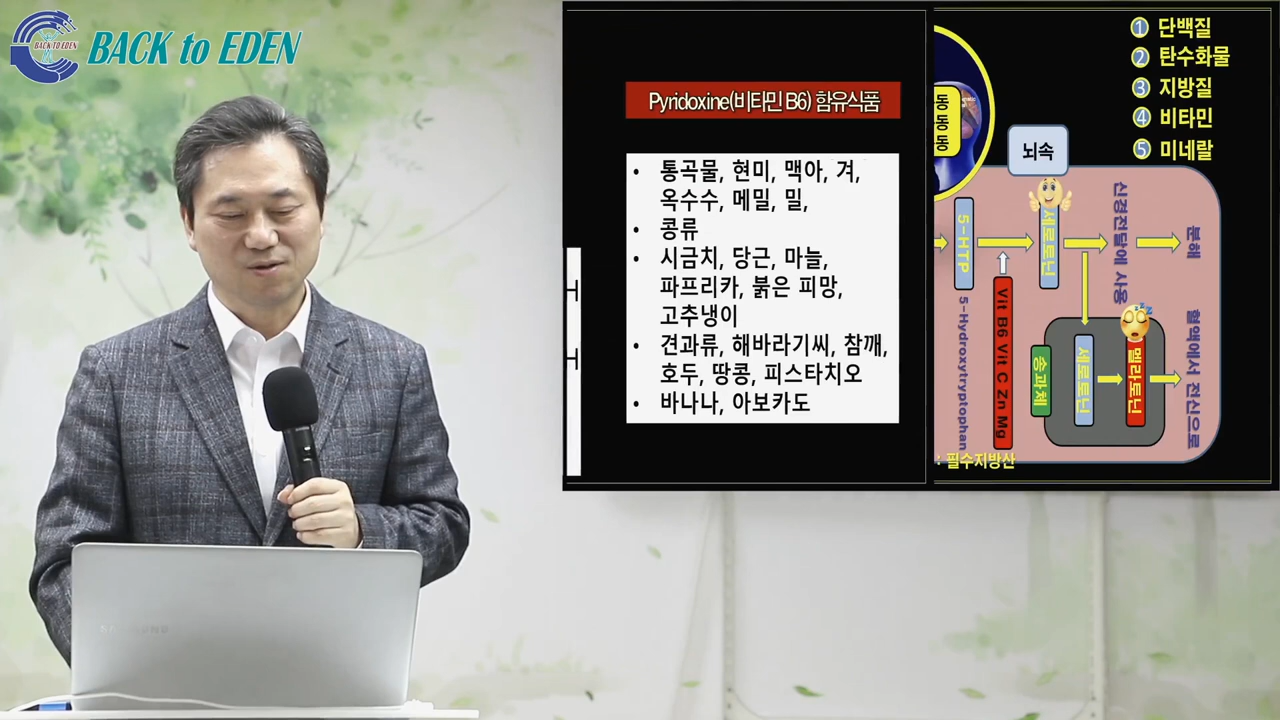 BACK TO EDEN
BACK to EDEN
Pyridoxine(비타민 B6) 함유식품
• 통곡물, 현미, 맥아, 겨,
옥수수, 메밀, 밀,
• 콩류
• 시금치, 당근, 마늘,
파프리카, 붉은 피망,
고추냉이
• 견과류, 해바라기씨, 참깨,
호두, 땅콩, 피스타치오
• 바나나, 아보카도
동
동
동
① 단백질
② 탄수화물
③ 지방질
④ 비타민
⑤ 미네랄
뇌속
5-HTP
5-Hydroxytryptophan
Vit B6 Vit C Zn Mg
세로토닌
신경전달에 사용
분해
송과체
세로토닌
멜라토닌
혈액에서 전신으로
: 필수지방산